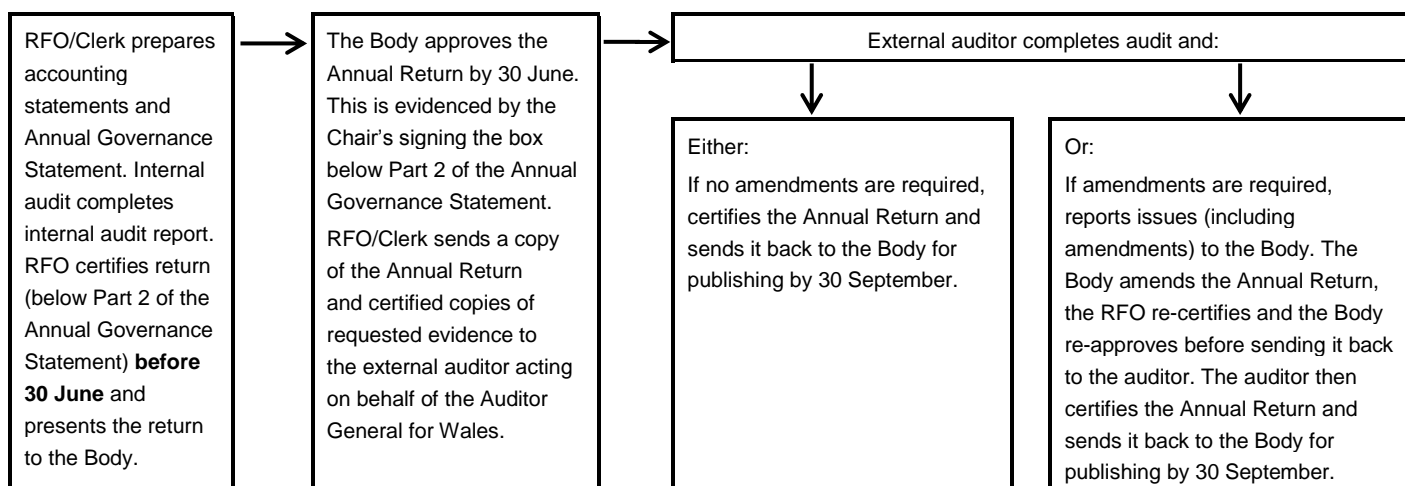 RFO/Clerk prepares
accounting
statements and
Annual Governance
Statement. Internal
audit completes
internal audit report.
RFO certifies return
(below Part 2 of the
Annual Governance
Statement) before
30 June and
presents the return
to the Body.
The Body approves the
Annual Return by 30 June.
This is evidenced by the
Chair's signing the box
below Part 2 of the Annual
Governance Statement.
RFO/Clerk sends a copy
of the Annual Return
and certified copies of
requested evidence to
the external auditor acting
on behalf of the Auditor
General for Wales.
External auditor completes audit and:
Either:
If no amendments are required,
certifies the Annual Return and
sends it back to the Body for
publishing by 30 September.
Or:
If amendments are required,
reports issues (including
amendments) to the Body. The
Body amends the Annual Return,
the RFO re-certifies and the Body
re-approves before sending it back
to the auditor. The auditor then
certifies the Annual Return and
sends it back to the Body for
publishing by 30 September.